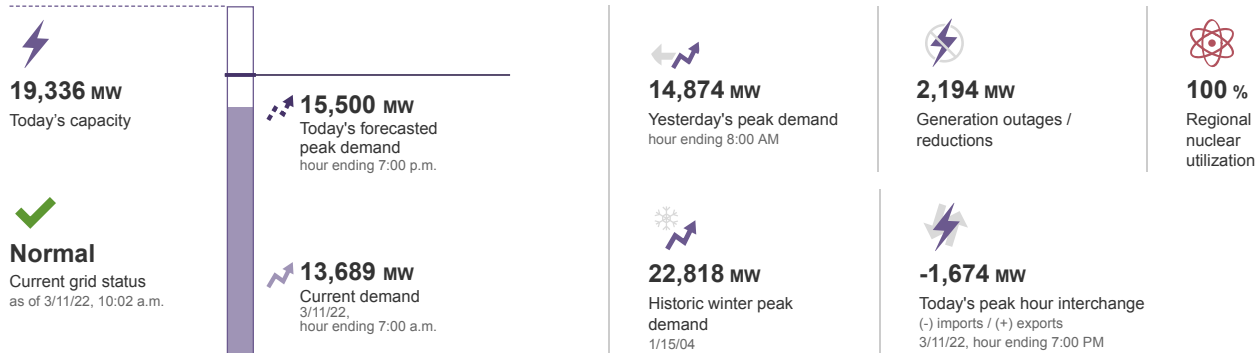 19,336 MW
Today's capacity
Normal
Current grid status
as of 3/11/22, 10:02 a.m.
15,500 MW
Today's forecasted
peak demand
hour ending 7:00 p.m.
13,689 MW
Current demand
3/11/22,
hour ending 7:00 a.m.
14,874 MW
Yesterday's peak demand
hour ending 8:00 AM
2,194 MW
Generation outages /
reductions
100 %
Regional
nuclear
utilization
22,818 MW
Historic winter peak
demand
1/15/04
-1,674 MW
Today's peak hour interchange
(-) imports / (+) exports
3/11/22, hour ending 7:00 PM